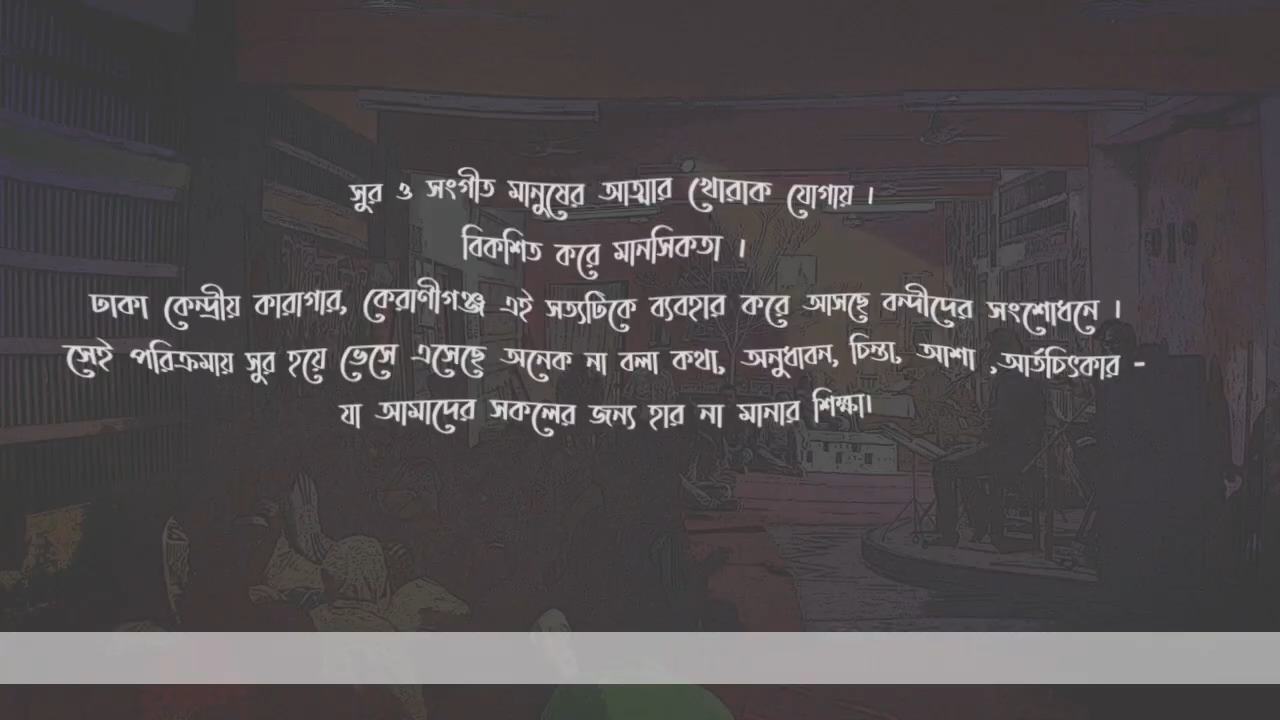 সুর ও সংগীত মানুষের আত্মার খোরাক যোগায় ।
বিকশিত করে মানসিকতা ।
ঢাকা কেন্দ্রীয় কারাগার, কেরাণীগঞ্জ এই সত্যটিকে ব্যবহার করে আসছে বন্দীদের সংশোধনে ।
সেই পরিক্রমায় সুর হয়ে ভেসে এসেছে অনেক না বলা কথা, অনুধাবন, চিন্তা, আশা ,আর্তচিৎকার -
যা আমাদের সকলের জন্য হার না মানার শিক্ষা।